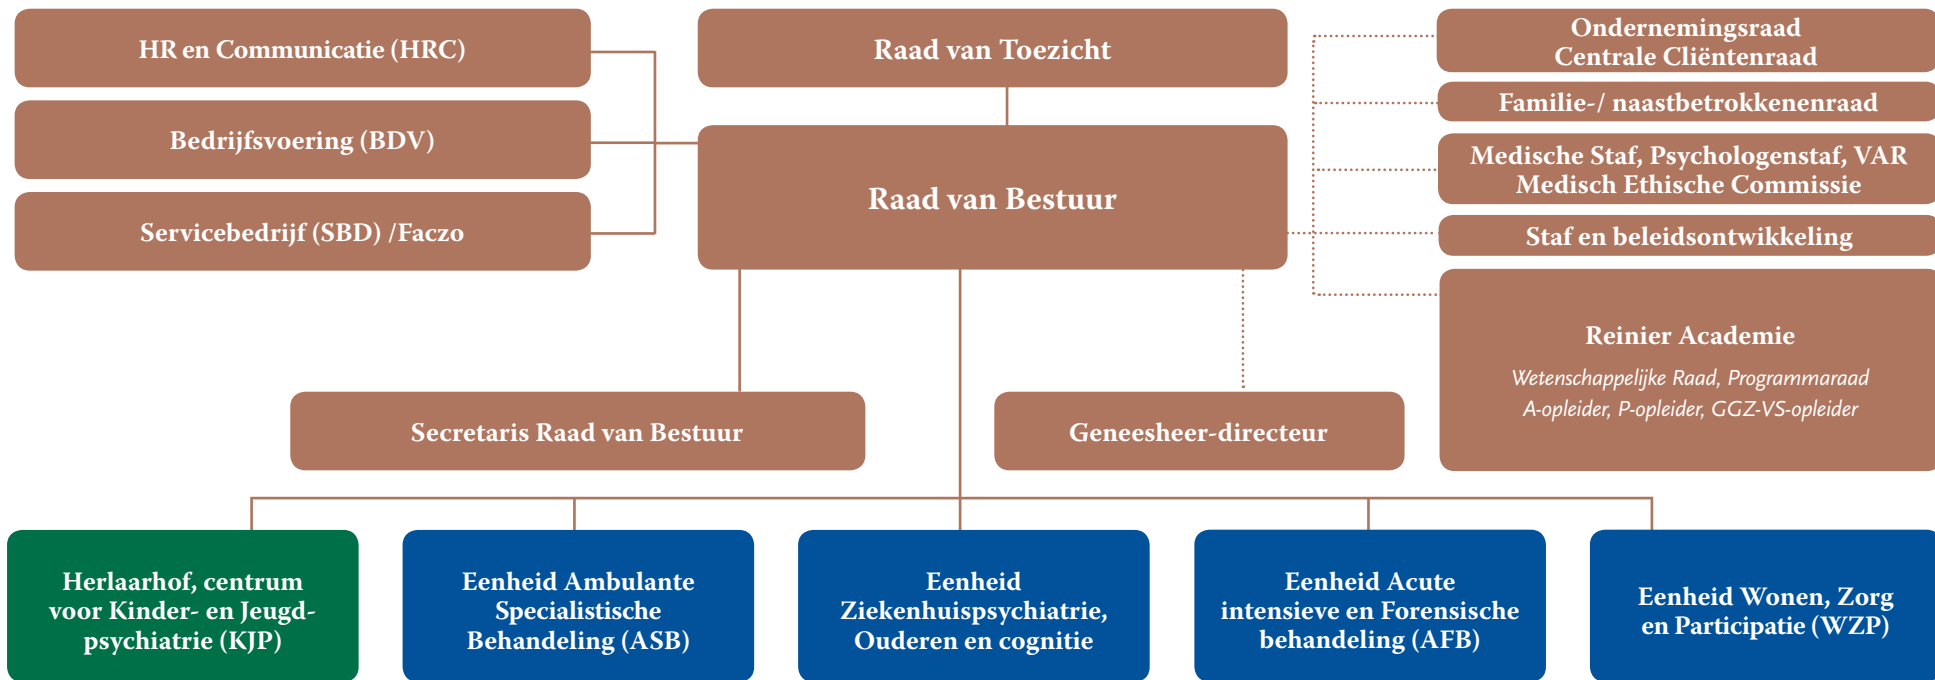 HR en Communicatie (HRC)
Bedrijfsvoering (BDV)
Servicebedrijf (SBD) /Faczo
Raad van Toezicht
Raad van Bestuur
Ondernemingsraad
Centrale Cliëntenraad
Familie-/ naastbetrokkenenraad
Medische Staf, Psychologenstaf, VAR
Medisch Ethische Commissie
Staf en beleidsontwikkeling
Reinier Academie
Wetenschappelijke Raad, Programmaraad
A-opleider, P-opleider, GGZ-VS-opleider
Secretaris Raad van Bestuur
Geneesheer-directeur
Herlaarhof, centrum
voor Kinder- en Jeugd-
psychiatrie (KJP)
Eenheid Ambulante
Specialistische
Behandeling (ASB)
Eenheid
Ziekenhuispsychiatrie,
Ouderen en cognitie
Eenheid Acute
intensieve en Forensische
behandeling (AFB)
Eenheid Wonen, Zorg
en Participatie (WZP)